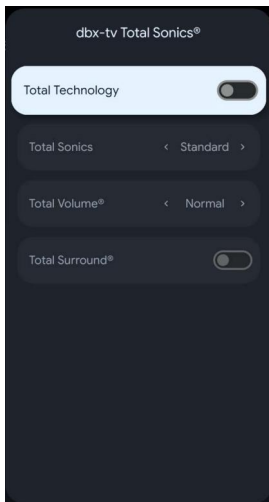 dbx-tv Total Sonics®
Total Technology
Total Sonics < Standard >
Total Volume® < Normal >
Total Surround®